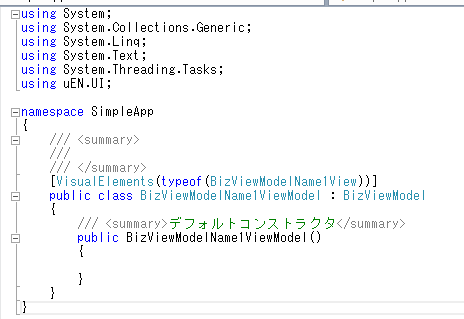 using System;
using System.Collections.Generic;
using System.Linq;
using System.Text;
using System.Threading.Tasks;
using uEN.UI;
namespace SimpleApp
{
/// <summary>
///
/// </summary>
[VisualElements(typeof(BizViewModelName1View))]
public class BizViewModelName1ViewModel : BizViewModel
{
/// <summary>デフォルトコンストラクタ</summary>
public BizViewModelName1ViewModel()
{
}
}
}